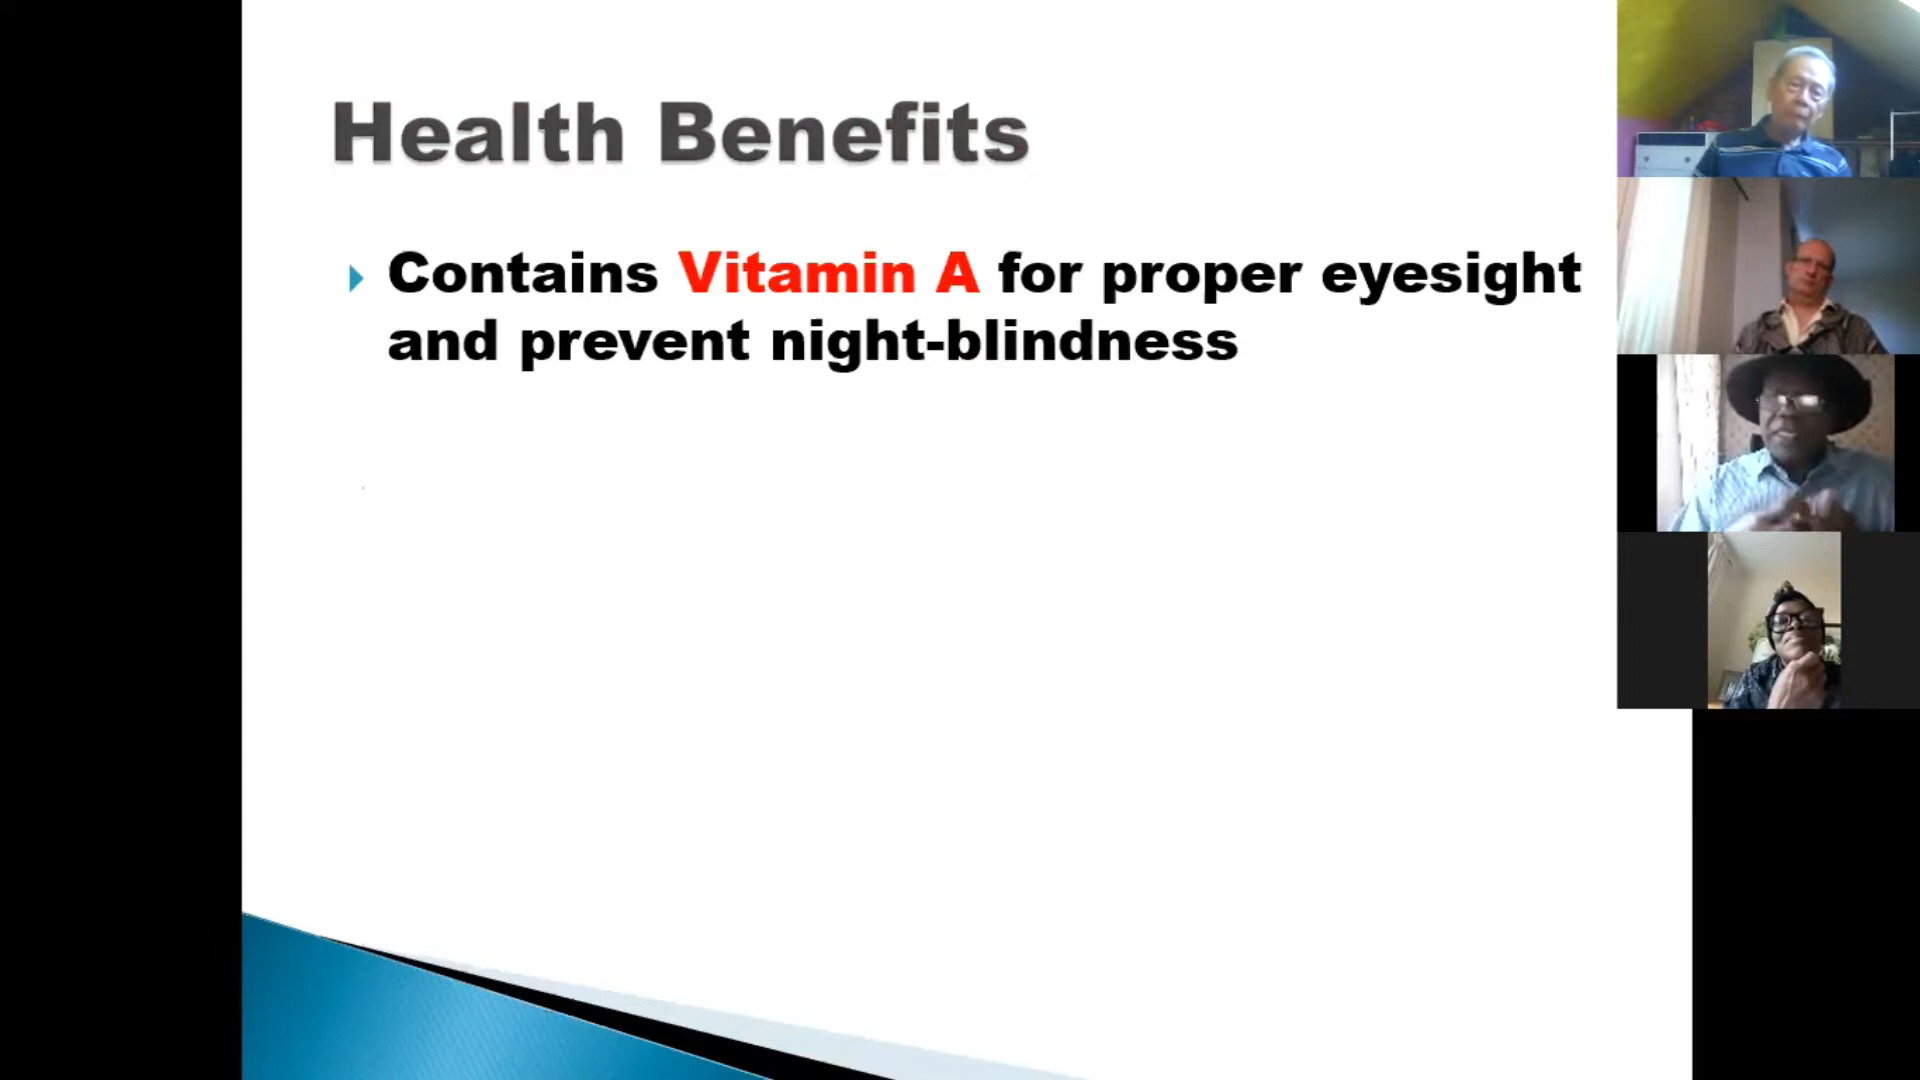 Health Benefits
Contains Vitamin A for proper eyesight
and prevent night-blindness